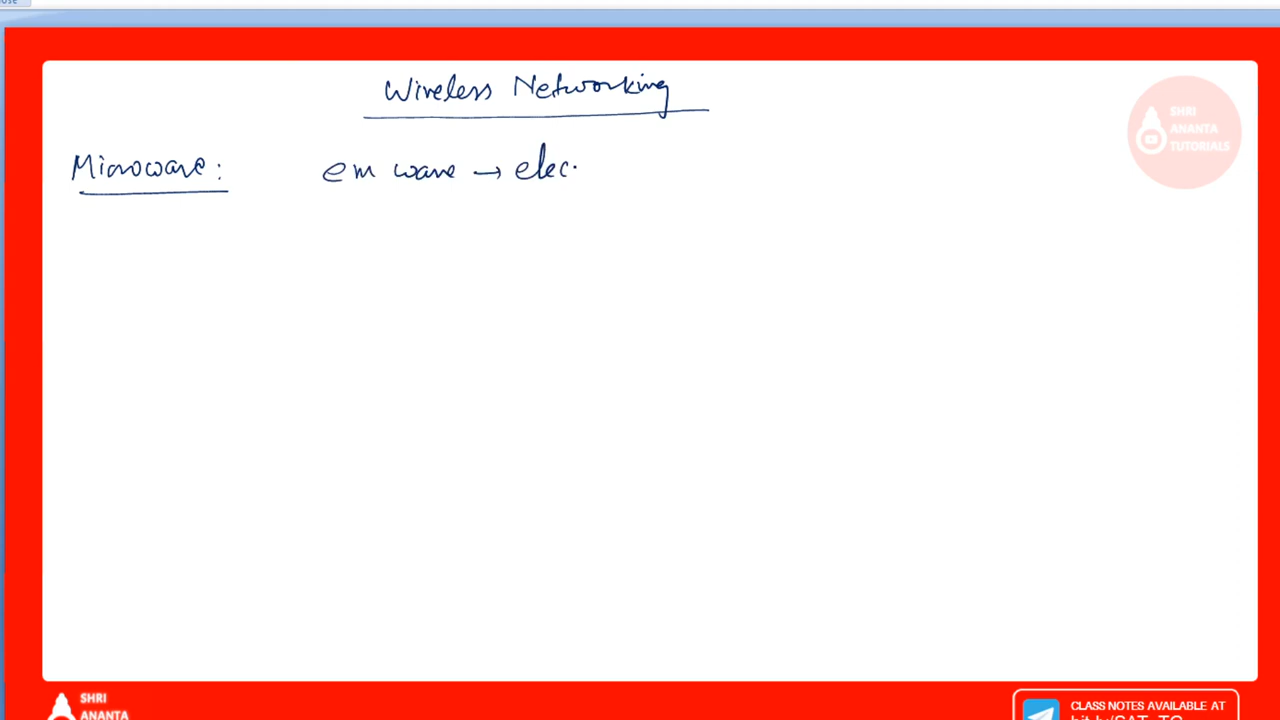 Wireless Networking
SHRI
ANANTA
TUTORIALS
Microwave : em wave → elec.
SHRI
ANANTA
CLASS NOTES AVAILABLE AT